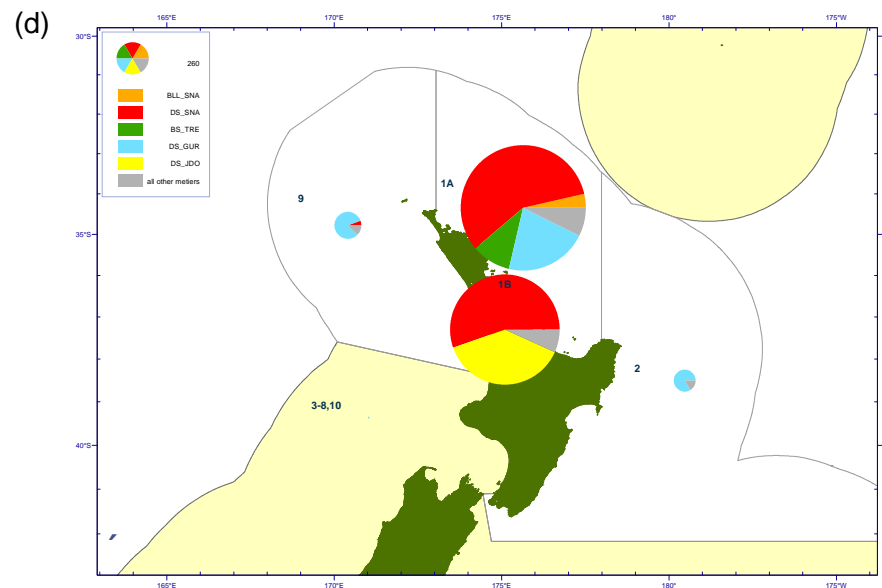 (d)
165°E 170°E 175°E 180° 175°W
30°S
260
BLL_SNA
DS_SNA
BS_TRE
DS_GUR
DS_JDO
all other metiers
1A
9
35°S
1B
2
3-8,10
40°S
165°E 170°E 175°E 180° 175°W